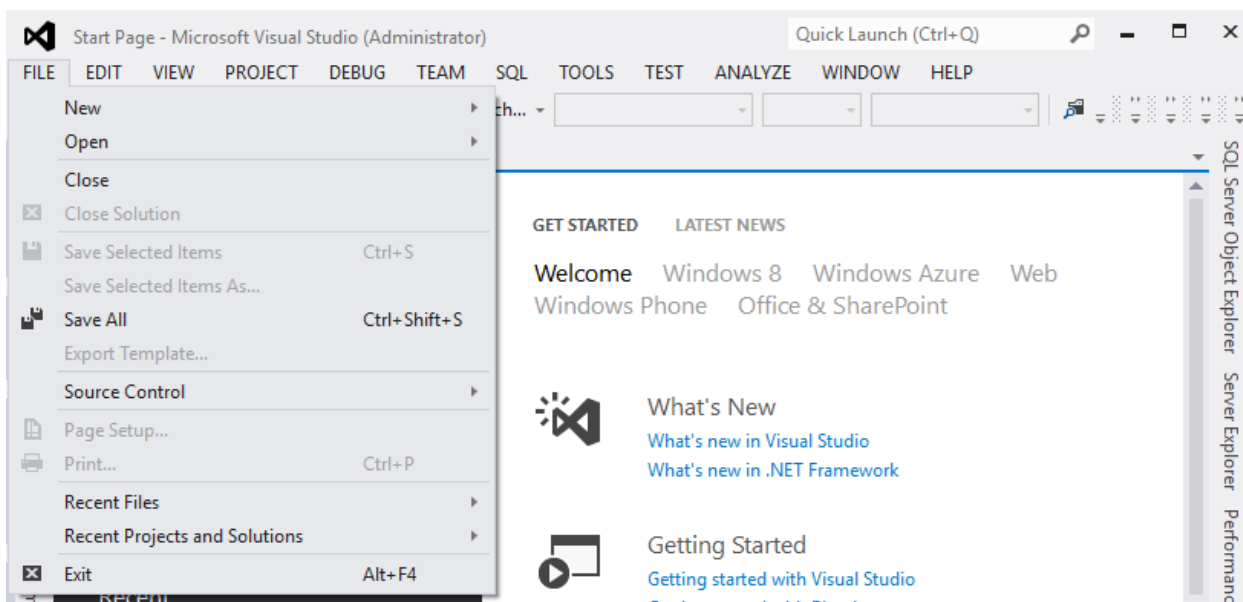 Start Page - Microsoft Visual Studio (Administrator)
Quick Launch (Ctrl+Q)
FILE EDIT VIEW PROJECT DEBUG TEAM SQL TOOLS TEST ANALYZE WINDOW HELP
New
Open
Close
Close Solution
Save Selected Items Ctrl+S
Save Selected Items As...
Save All Ctrl+Shift+S
Export Template...
Source Control
Page Setup...
Print... Ctrl+P
Recent Files
Recent Projects and Solutions
Exit Alt+F4
Recent
ch...
GET STARTED LATEST NEWS
Welcome Windows 8 Windows Azure Web
Windows Phone Office & SharePoint
What's New
What's new in Visual Studio
What's new in .NET Framework
Getting Started
Getting started with Visual Studio
SQL Server Object Explorer
Server Explorer
Performanc